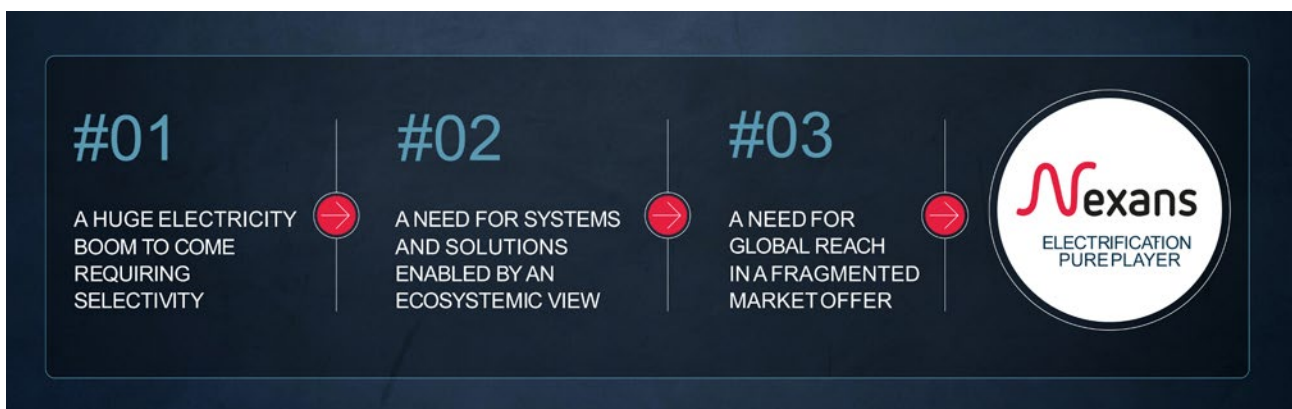 #01
A HUGE ELECTRICITY
BOOM TO COME
REQUIRING
SELECTIVITY
#02
A NEED FOR SYSTEMS
AND SOLUTIONS
ENABLED BY AN
ECOSYSTEMIC VIEW
#03
A NEED FOR
GLOBAL REACH
IN A FRAGMENTED
MARKET OFFER
Nexans
ELECTRIFICATION
PURE PLAYER